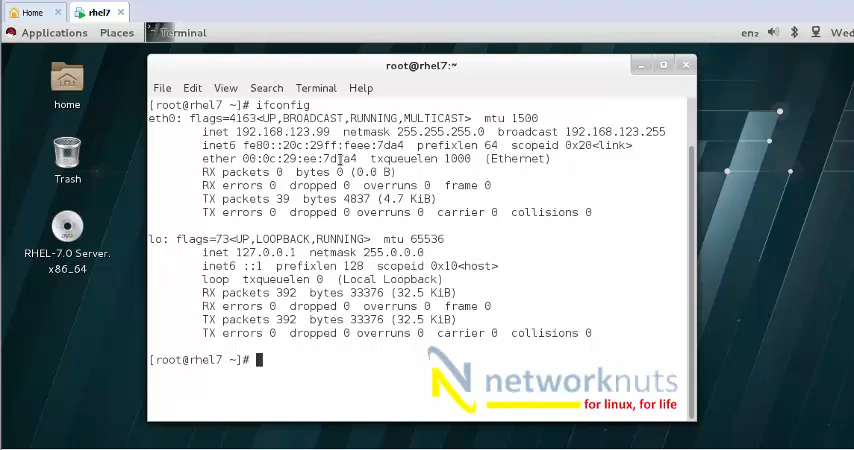 Home × rhel7 ×
Applications Places Terminal en₂ Wed
root@rhel7:~
File Edit View Search Terminal Help
home
Trash
RHEL-7.0 Server.
x86_64
[root@rhel7 ~]# ifconfig
eth0: flags=4163<UP,BROADCAST,RUNNING,MULTICAST> mtu 1500
inet 192.168.123.99 netmask 255.255.255.0 broadcast 192.168.123.255
inet6 fe80::20c:29ff:feee:7da4 prefixlen 64 scopeid 0x20<link>
ether 00:0c:29:ee:7d:a4 txqueuelen 1000 (Ethernet)
RX packets 0 bytes 0 (0.0 B)
RX errors 0 dropped 0 overruns 0 frame 0
TX packets 39 bytes 4837 (4.7 KiB)
TX errors 0 dropped 0 overruns 0 carrier 0 collisions 0
lo: flags=73<UP,LOOPBACK,RUNNING> mtu 65536
inet 127.0.0.1 netmask 255.0.0.0
inet6 ::1 prefixlen 128 scopeid 0x10<host>
loop txqueuelen 0 (Local Loopback)
RX packets 392 bytes 33376 (32.5 KiB)
RX errors 0 dropped 0 overruns 0 frame 0
TX packets 392 bytes 33376 (32.5 KiB)
TX errors 0 dropped 0 overruns 0 carrier 0 collisions 0
[root@rhel7 ~]#
networknuts
for linux, for life